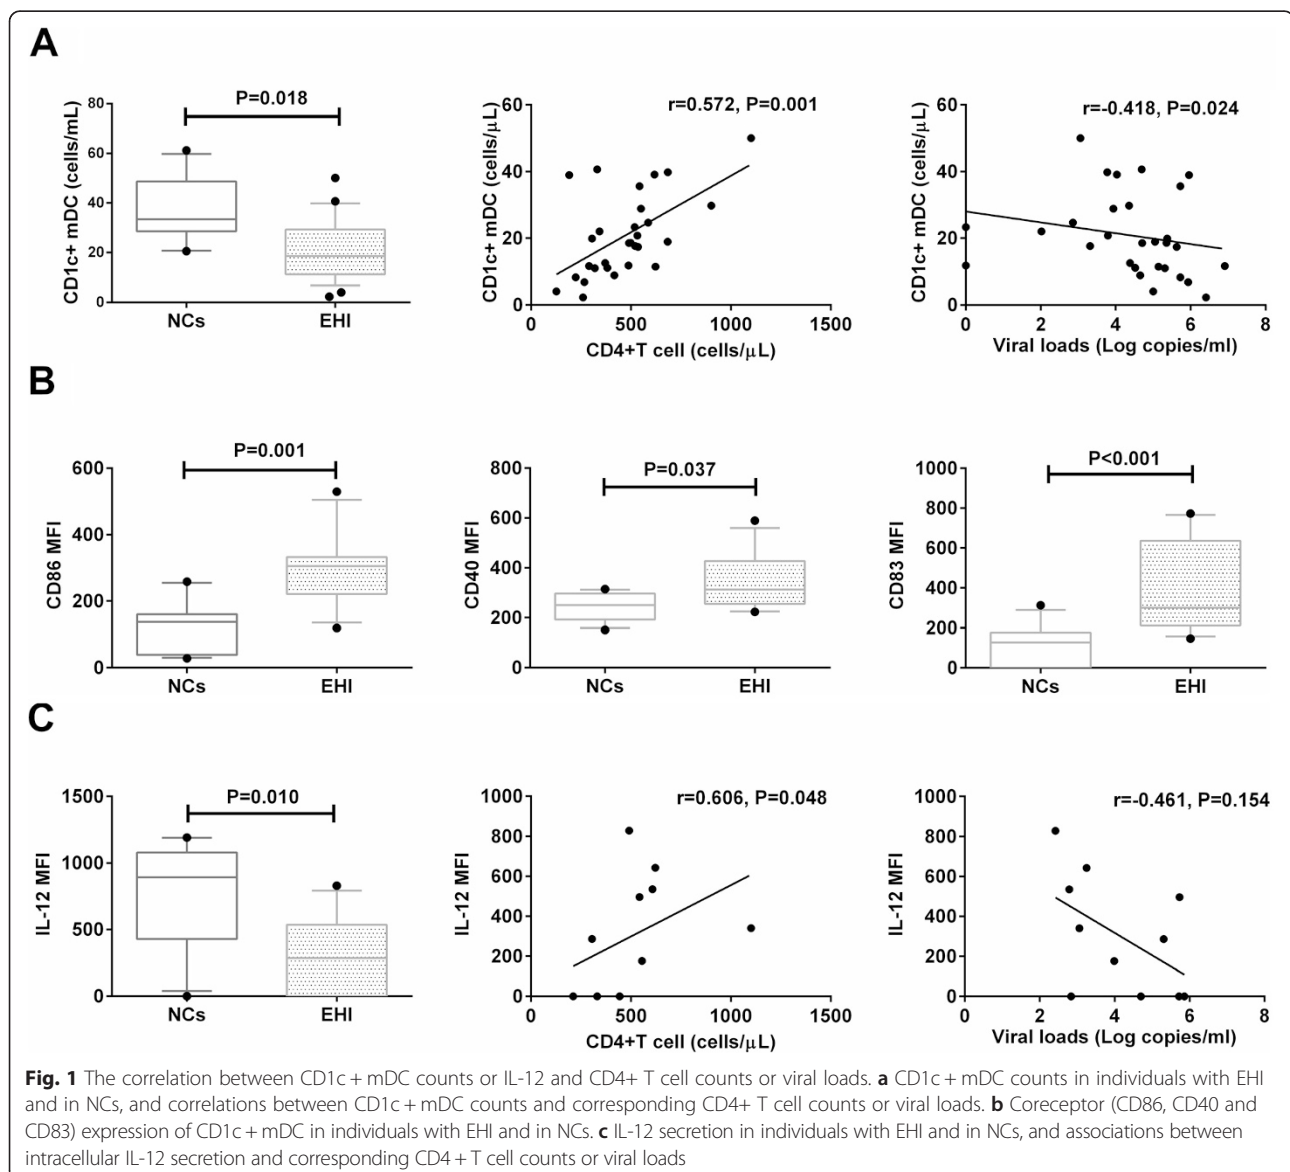 A
P=0.018
CD1c+ mDC (cells/mL)
80
60
40
20
0
NCs
EHI
r=0.572, P=0.001
CD1c+ mDC (cells/μL)
60
40
20
0
0
500
1000
1500
CD4+T cell (cells/μL)
r=-0.418, P=0.024
CD1c+ mDC (cells/μL)
60
40
20
0
0
2
4
6
8
Viral loads (Log copies/ml)
B
P=0.001
CD86 MFI
600
400
200
0
NCs
EHI
P=0.037
CD40 MFI
800
600
400
200
0
NCs
EHI
P<0.001
CD83 MFI
1000
800
600
400
200
0
NCs
EHI
C
P=0.010
IL-12 MFI
1500
1000
500
0
NCs
EHI
r=0.606, P=0.048
IL-12 MFI
1000
800
600
400
200
0
0
500
1000
1500
CD4+T cell (cells/μL)
r=-0.461, P=0.154
IL-12 MFI
1000
800
600
400
200
0
0
2
4
6
8
Viral loads (Log copies/ml)
Fig. 1 The correlation between CD1c + mDC counts or IL-12 and CD4+ T cell counts or viral loads. a CD1c + mDC counts in individuals with EHI
and in NCs, and correlations between CD1c + mDC counts and corresponding CD4+ T cell counts or viral loads. b Coreceptor (CD86, CD40 and
CD83) expression of CD1c + mDC in individuals with EHI and in NCs. c IL-12 secretion in individuals with EHI and in NCs, and associations between
intracellular IL-12 secretion and corresponding CD4 + T cell counts or viral loads